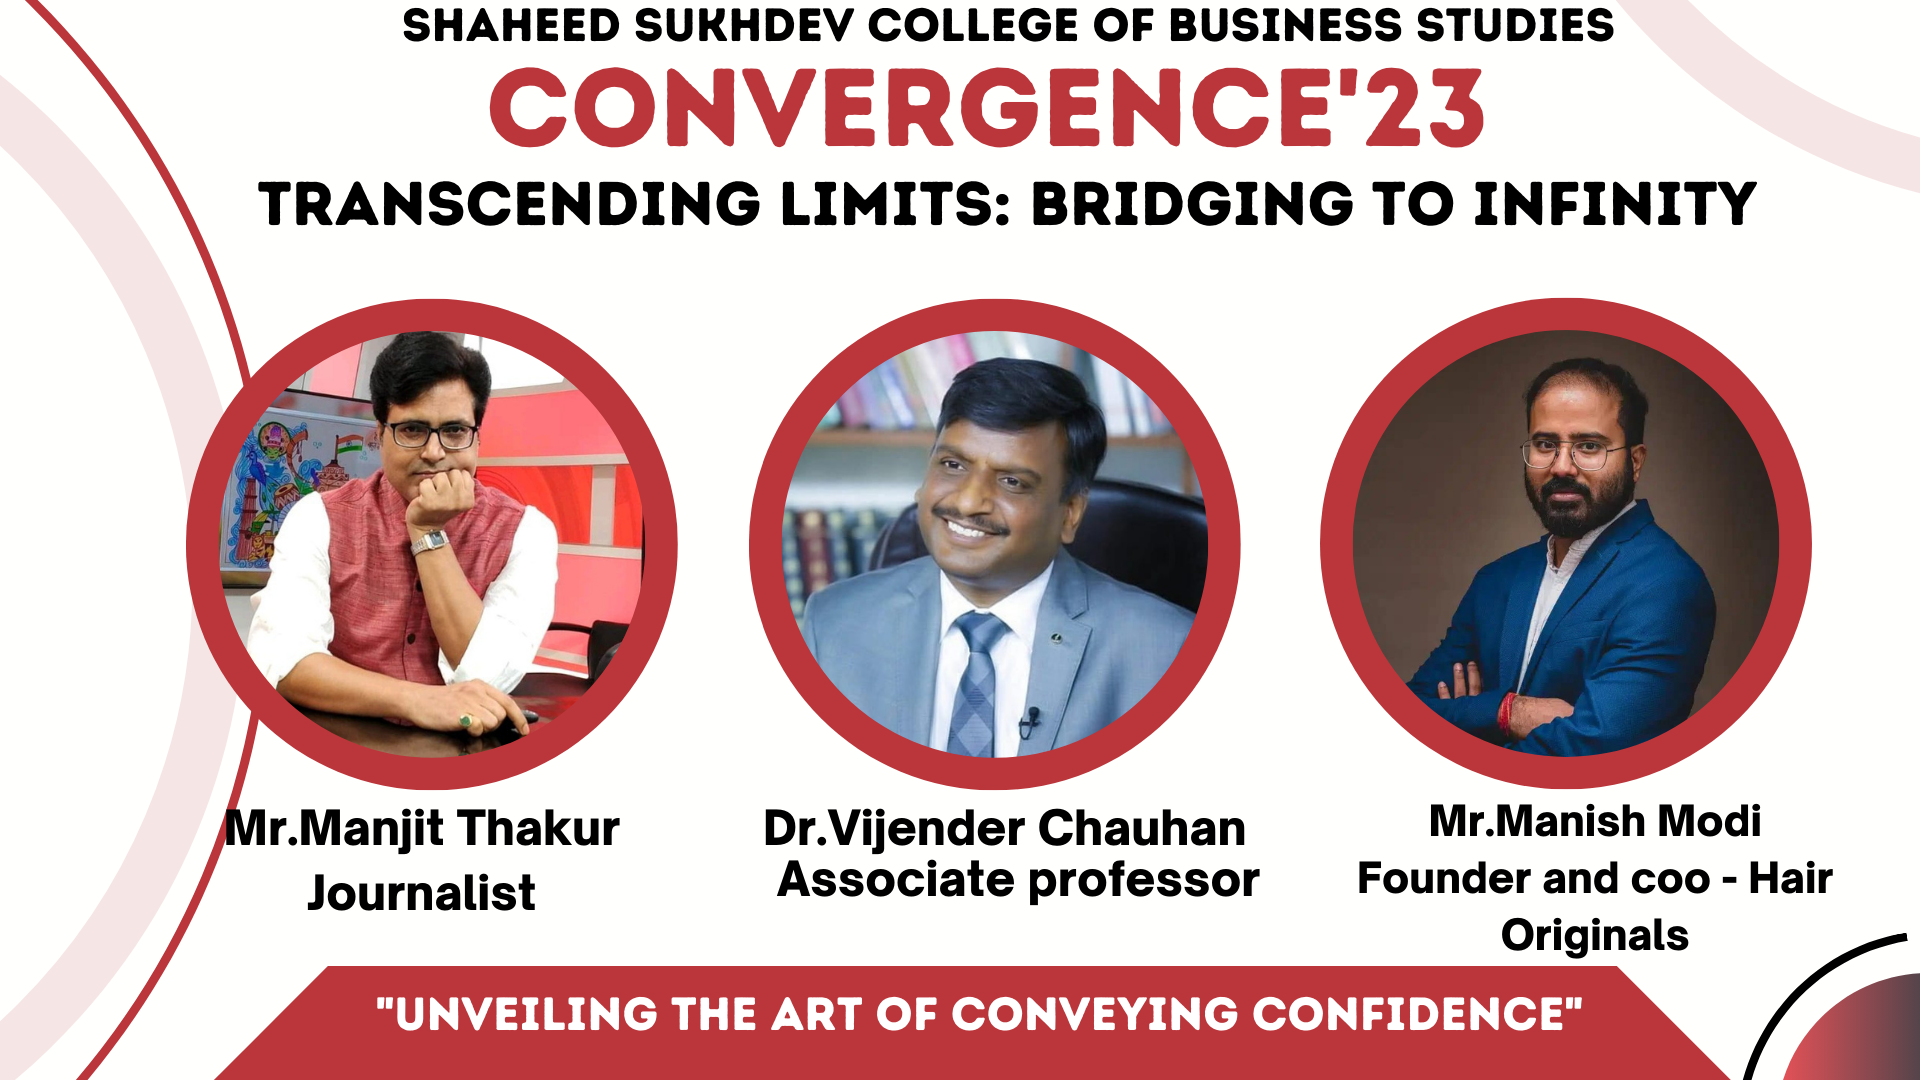 SHAHEED SUKHDEV COLLEGE OF BUSINESS STUDIES
CONVERGENCE'23
TRANSCENDING LIMITS: BRIDGING TO INFINITY
Mr.Manjit Thakur
Journalist
Dr.Vijender Chauhan
Associate professor
Mr.Manish Modi
Founder and coo - Hair
Originals
"UNVEILING THE ART OF CONVEYING CONFIDENCE"